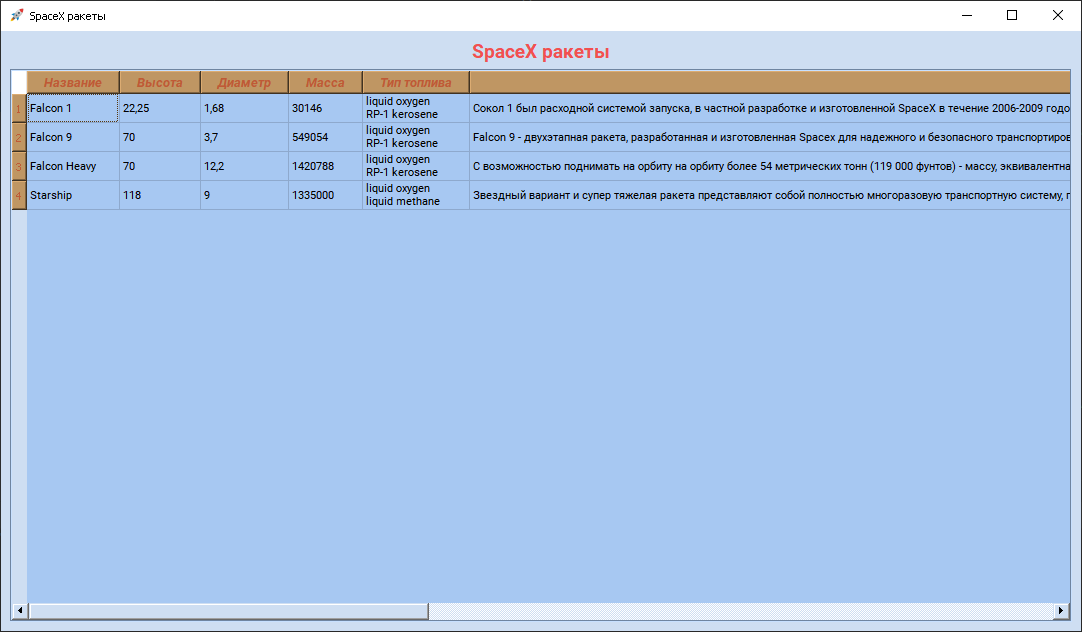 SpaceX ракеты
SpaceX ракеты
Название Высота Диаметр Масса Тип топлива
1 Falcon 1 22,25 1,68 30146 liquid oxygen
RP-1 kerosene Сокол 1 был расходной системой запуска, в частной разработке и изготовленной SpaceX в течение 2006-2009 годо
2 Falcon 9 70 3,7 549054 liquid oxygen
RP-1 kerosene Falcon 9 - двухэтапная ракета, разработанная и изготовленная Spacex для надежного и безопасного транспортиров
3 Falcon Heavy 70 12,2 1420788 liquid oxygen
RP-1 kerosene С возможностью поднимать на орбиту на орбиту более 54 метрических тонн (119 000 фунтов) - массу, эквивалентна
4 Starship 118 9 1335000 liquid oxygen
liquid methane Звездный вариант и супер тяжелая ракета представляют собой полностью многоразовую транспортную систему,